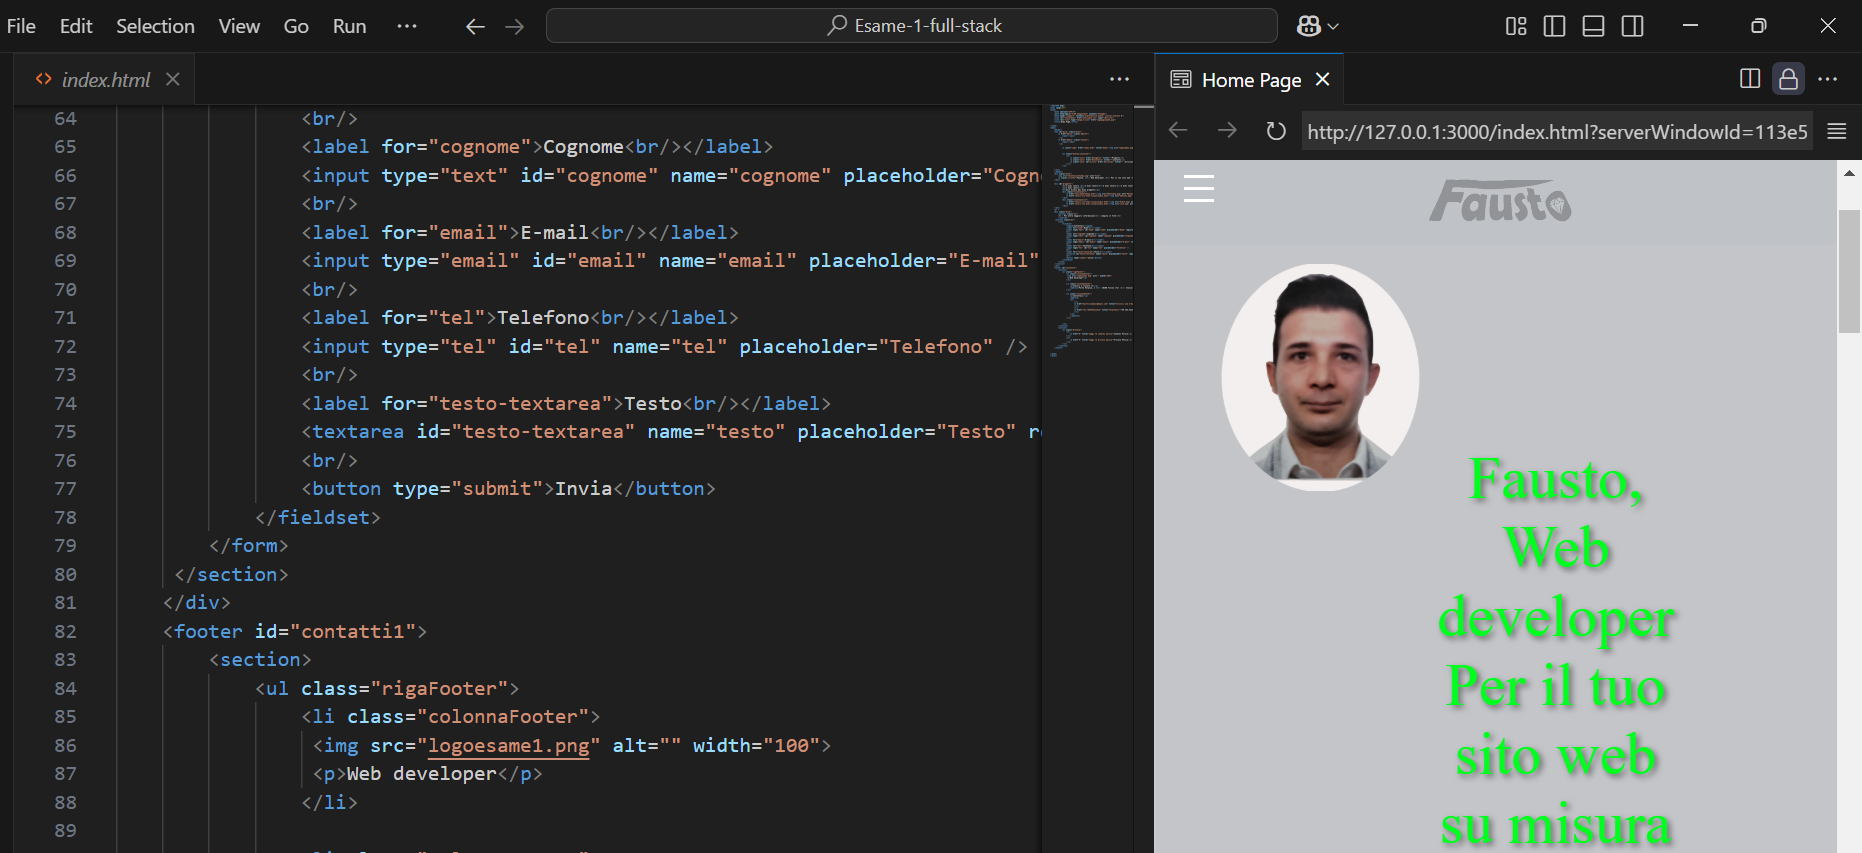 File Edit Selection View Go Run ···
Esame-1-full-stack
index.html
64 <br/>
65 <label for="cognome">Cognome<br/></label>
66 <input type="text" id="cognome" name="cognome" placeholder="Cogn
67 <br/>
68 <label for="email">E-mail<br/></label>
69 <input type="email" id="email" name="email" placeholder="E-mail"
70 <br/>
71 <label for="tel">Telefono<br/></label>
72 <input type="tel" id="tel" name="tel" placeholder="Telefono" />
73 <br/>
74 <label for="testo-textarea">Testo<br/></label>
75 <textarea id="testo-textarea" name="testo" placeholder="Testo" r
76 <br/>
77 <button type="submit">Invia</button>
78 </fieldset>
79 </form>
80 </section>
81 </div>
82 <footer id="contatti1">
83 <section>
84 <ul class="rigaFooter">
85 <li class="colonnaFooter">
86 <img src="logoesame1.png" alt="" width="100">
87 <p>Web developer</p>
88 </li>
89
Home Page
http://127.0.0.1:3000/index.html?serverWindowId=113e5
Fausto
Fausto,
Web
developer
Per il tuo
sito web
su misura